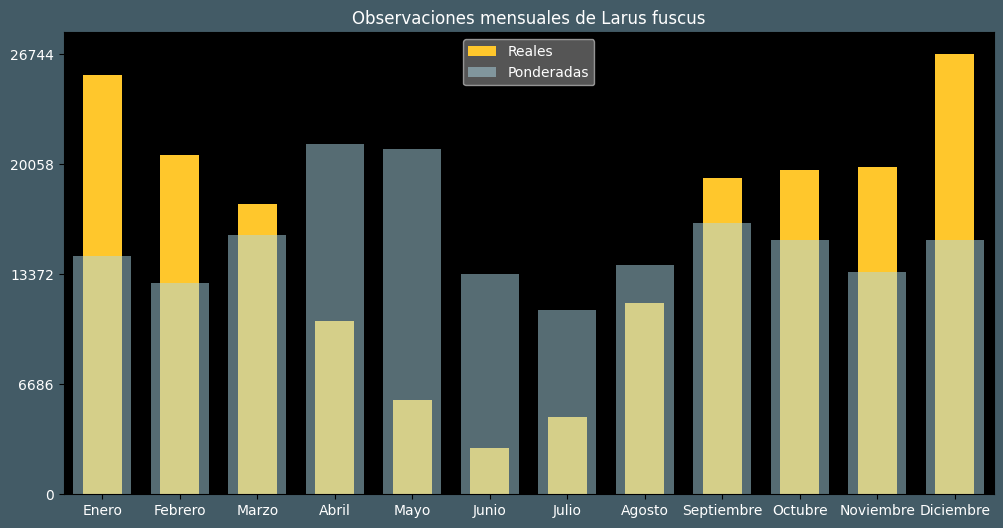 Observaciones mensuales de Larus fuscus
Reales
Ponderadas
26744
20058
13372
6686
0
Enero Febrero Marzo Abril Mayo Junio Julio Agosto Septiembre Octubre Noviembre Diciembre